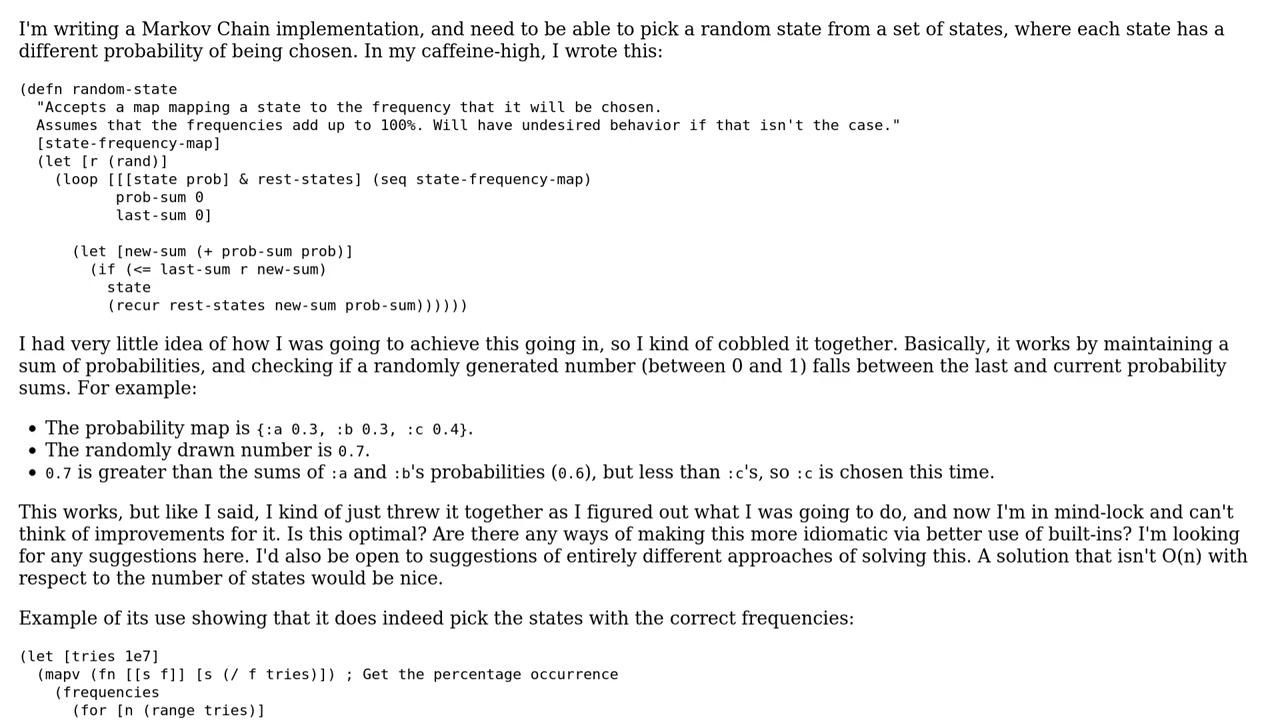 I'm writing a Markov Chain implementation, and need to be able to pick a random state from a set of states, where each state has a
different probability of being chosen. In my caffeine-high, I wrote this:
(defn random-state
  "Accepts a map mapping a state to the frequency that it will be chosen.
  Assumes that the frequencies add up to 100%. Will have undesired behavior if that isn't the case."
  [state-frequency-map]
  (let [r (rand)]
    (loop [[[state prob] & rest-states] (seq state-frequency-map)
           prob-sum 0
           last-sum 0]
      (let [new-sum (+ prob-sum prob)]
        (if (<= last-sum r new-sum)
          state
          (recur rest-states new-sum prob-sum))))))
I had very little idea of how I was going to achieve this going in, so I kind of cobbled it together. Basically, it works by maintaining a
sum of probabilities, and checking if a randomly generated number (between 0 and 1) falls between the last and current probability
sums. For example:
• The probability map is {:a 0.3, :b 0.3, :c 0.4}.
• The randomly drawn number is 0.7.
• 0.7 is greater than the sums of :a and :b's probabilities (0.6), but less than :c's, so :c is chosen this time.
This works, but like I said, I kind of just threw it together as I figured out what I was going to do, and now I'm in mind-lock and can't
think of improvements for it. Is this optimal? Are there any ways of making this more idiomatic via better use of built-ins? I'm looking
for any suggestions here. I'd also be open to suggestions of entirely different approaches of solving this. A solution that isn't O(n) with
respect to the number of states would be nice.
Example of its use showing that it does indeed pick the states with the correct frequencies:
(let [tries 1e7]
  (mapv (fn [[s f]] [s (/ f tries)]) ; Get the percentage occurrence
    (frequencies
      (for [n (range tries)]